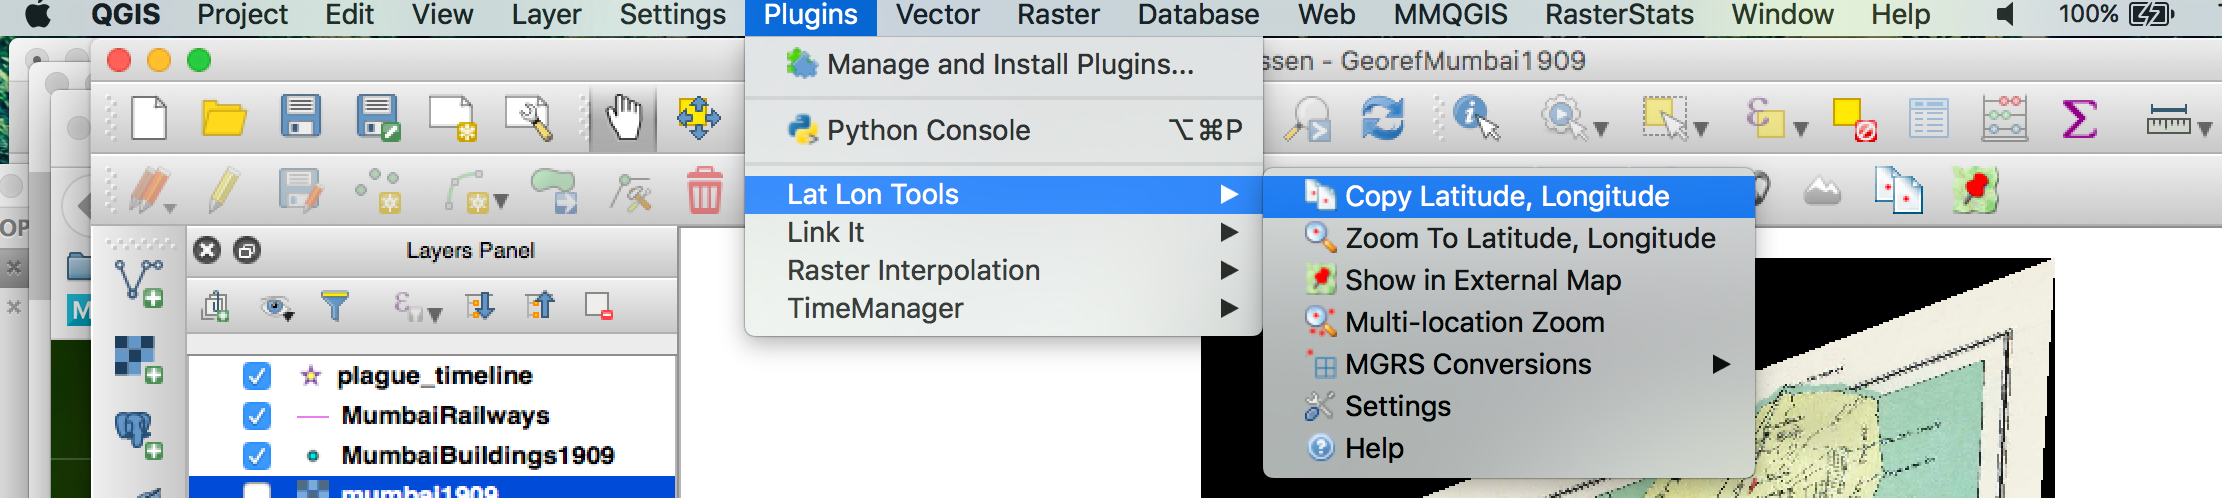 QGIS Project Edit View Layer Settings Plugins Vector Raster Database Web MMQGIS RasterStats Window Help 100%
ssen - GeorefMumbai1909
Manage and Install Plugins...
Python Console ⌥⌘P
Lat Lon Tools
Link It
Raster Interpolation
TimeManager
Copy Latitude, Longitude
Zoom To Latitude, Longitude
Show in External Map
Multi-location Zoom
MGRS Conversions
Settings
Help
OP
M
Layers Panel
plague_timeline
MumbaiRailways
MumbaiBuildings1909
mumbai1909